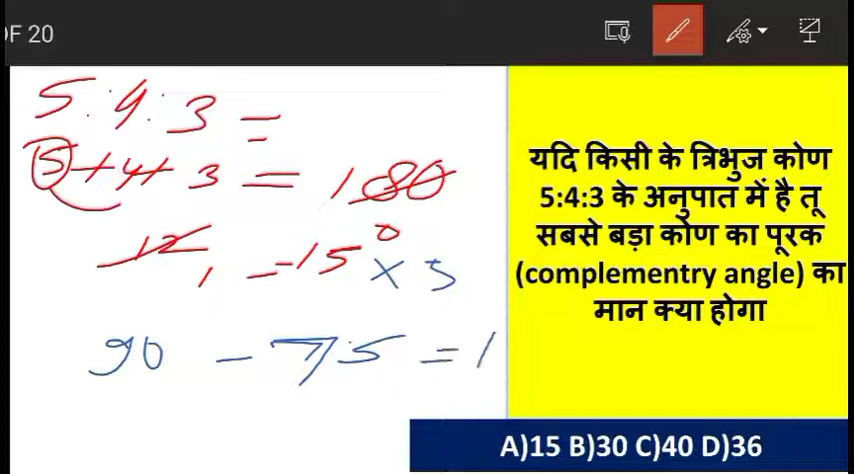 OF 20
5:4:3 =
5+4+3 = 180
12
1 = 15° × 5
90 - 75 = 1
यदि किसी के त्रिभुज कोण
5:4:3 के अनुपात में है तू
सबसे बड़ा कोण का पूरक
(complementry angle) का
मान क्या होगा
A)15 B)30 C)40 D)36